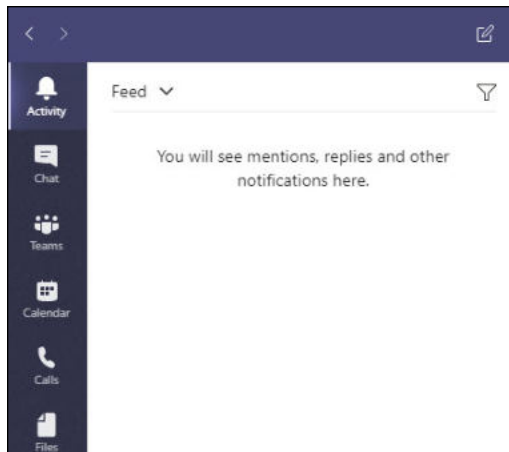 Activity
Feed
You will see mentions, replies and other
notifications here.
Chat
Teams
Calendar
Calls
Files